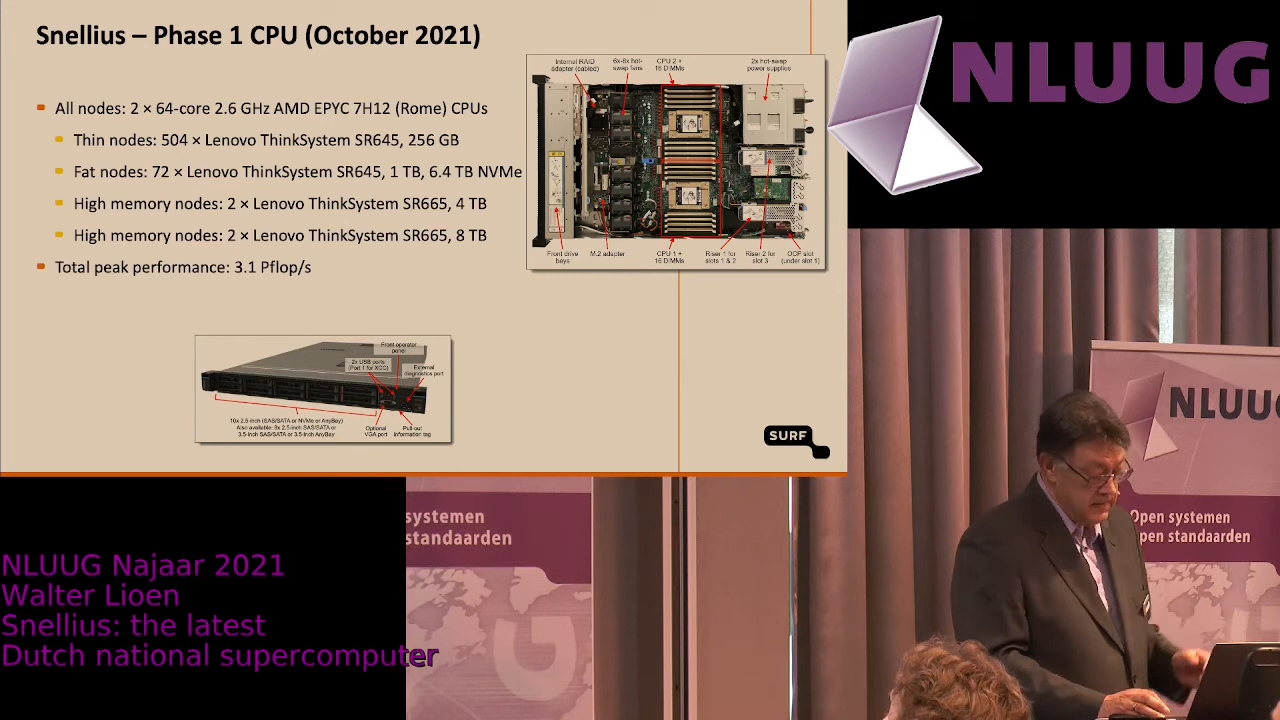 Snellius – Phase 1 CPU (October 2021)
All nodes: 2 × 64-core 2.6 GHz AMD EPYC 7H12 (Rome) CPUs
Thin nodes: 504 × Lenovo ThinkSystem SR645, 256 GB
Fat nodes: 72 × Lenovo ThinkSystem SR645, 1 TB, 6.4 TB NVMe
High memory nodes: 2 × Lenovo ThinkSystem SR665, 4 TB
High memory nodes: 2 × Lenovo ThinkSystem SR665, 8 TB
Total peak performance: 3.1 Pflop/s
Internal RAID
adapter (cabled)
6x-8x hot-
swap fans
CPU 2 +
16 DIMMs
2x hot-swap
power supplies
Front drive
bays
M.2 adapter
CPU 1 +
16 DIMMs
Riser 1 for
slots 1 & 2
Riser 2 for
slot 3
OCP slot
(under slot 1)
Front operator
panel
2x USB ports
(Port 1 for XCC)
External
diagnostics port
10x 2.5-inch (SAS/SATA or NVMe or AnyBay)
Also available: 8x 2.5-inch SAS/SATA or
3.5-inch SAS/SATA or 3.5-inch AnyBay
Optional
VGA port
Pull-out
information tag
SURF
NLUUG
NLUUG
systemen
standaarden
Open systemen
Open standaarden
NLUUG Najaar 2021
Walter Lioen
Snellius: the latest
Dutch national supercomputer